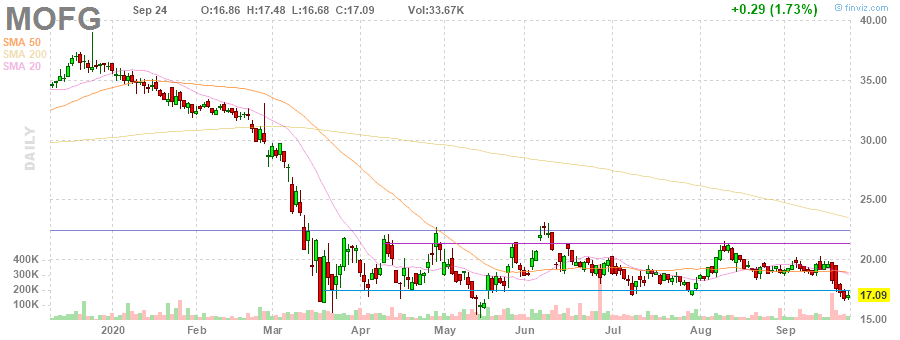 MOFG Sep 24 O:16.86 H:17.48 L:16.68 C:17.09 Vol:33.67K +0.29 (1.73%) © finviz.com
SMA 50
SMA 200
SMA 20
DAILY
40.00
35.00
30.00
25.00
20.00
17.09
15.00
400K
300K
200K
100K
2020 Feb Mar Apr May Jun Jul Aug Sep